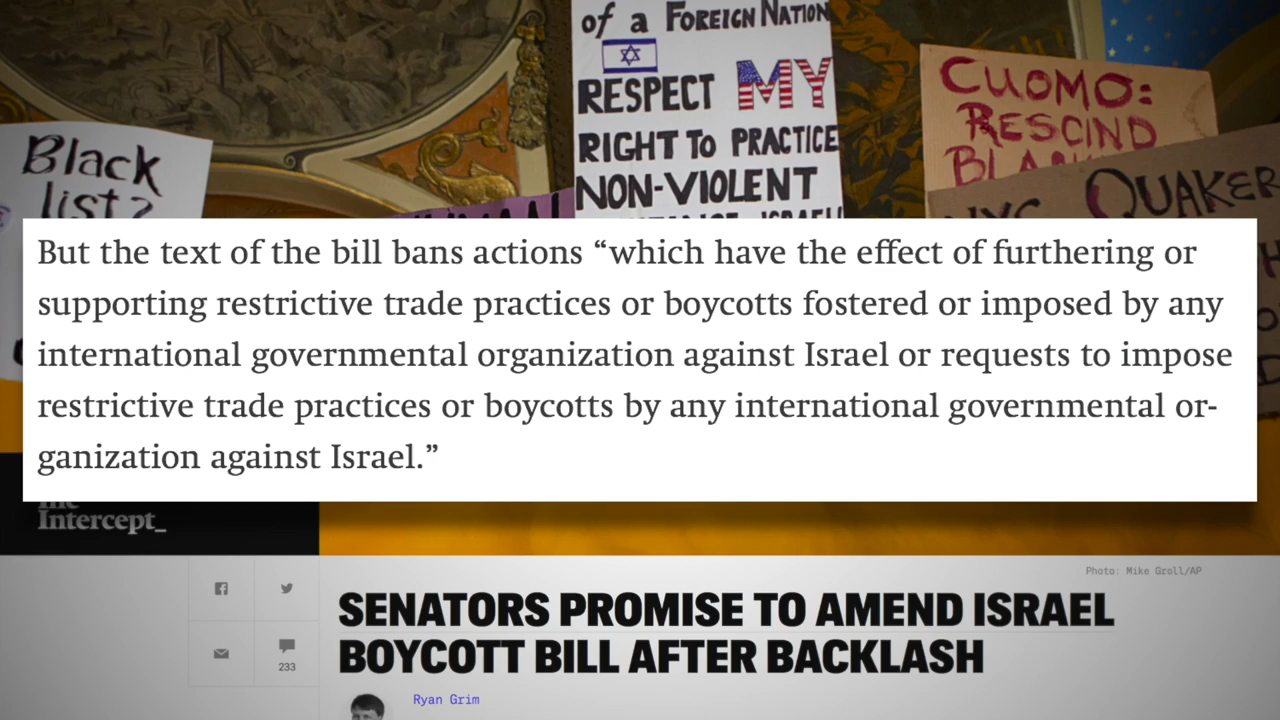 of a FOREIGN NATION
RESPECT MY
RIGHT TO PRACTICE
NON-VIOLENT
CUOMO:
RESCIND
Black
list?
NYC QUAKER
But the text of the bill bans actions “which have the effect of furthering or
supporting restrictive trade practices or boycotts fostered or imposed by any
international governmental organization against Israel or requests to impose
restrictive trade practices or boycotts by any international governmental or-
ganization against Israel.”
The
Intercept_
Photo: Mike Groll/AP
SENATORS PROMISE TO AMEND ISRAEL
BOYCOTT BILL AFTER BACKLASH
233
Ryan Grim